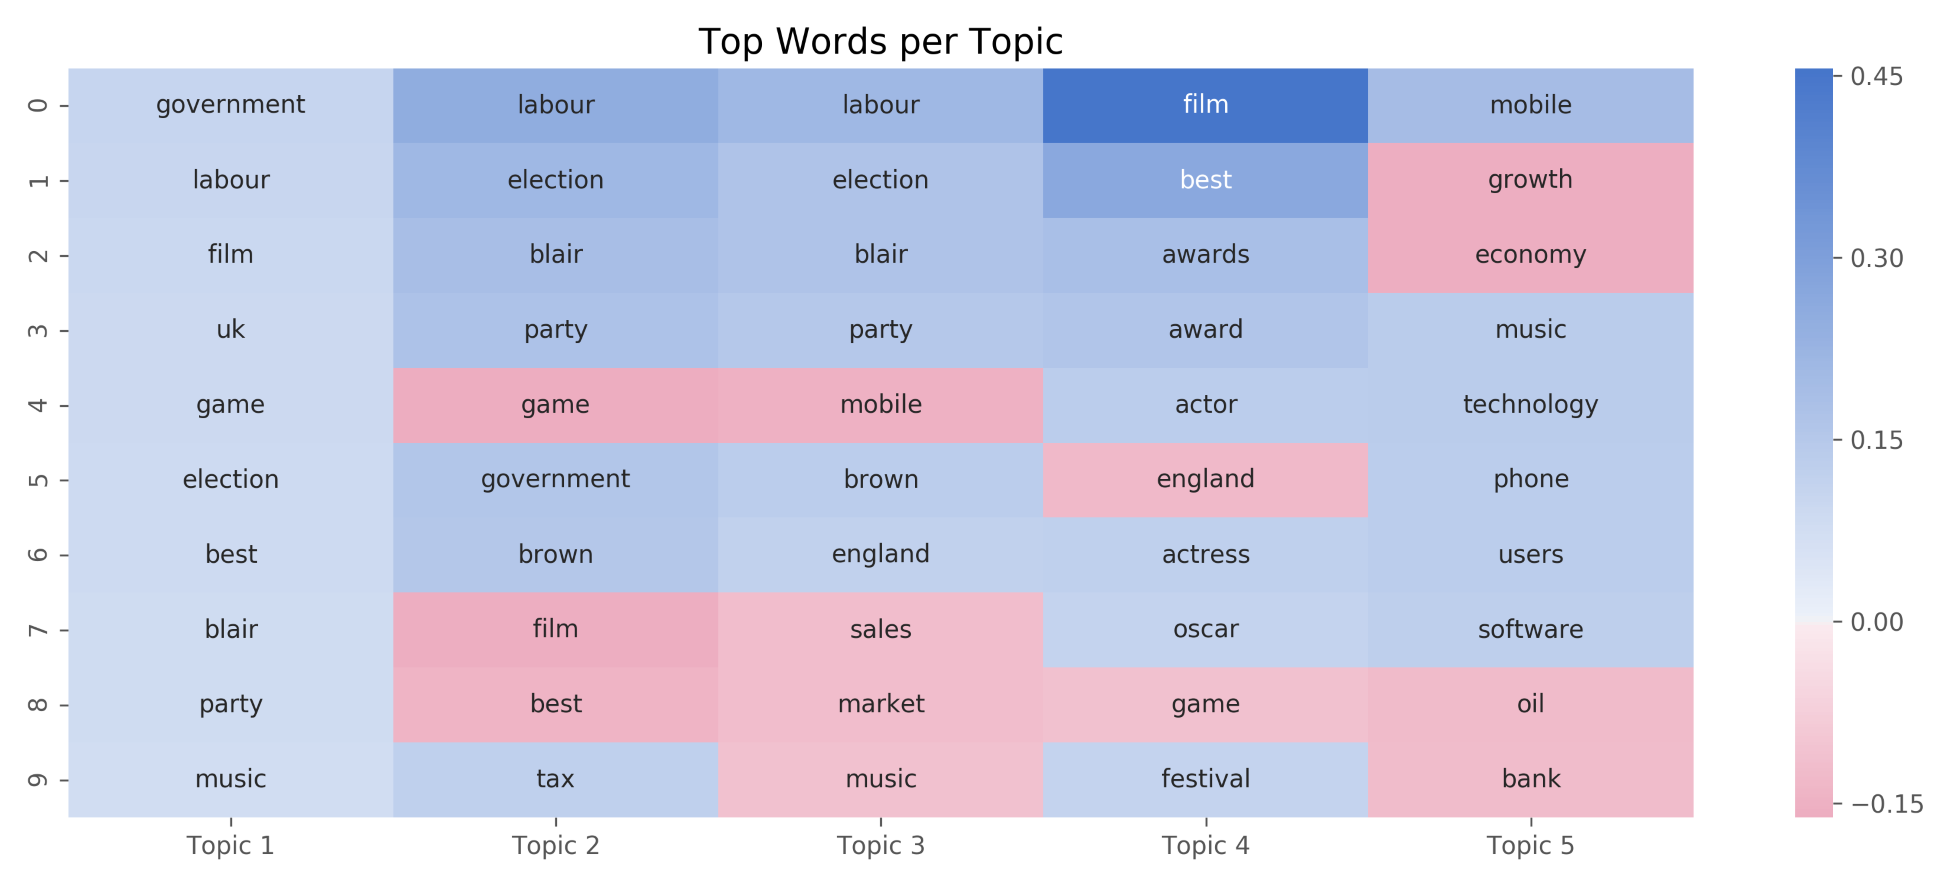 Top Words per Topic
0 government labour labour film mobile
1 labour election election best growth
2 film blair blair awards economy
3 uk party party award music
4 game game mobile actor technology
5 election government brown england phone
6 best brown england actress users
7 blair film sales oscar software
8 party best market game oil
9 music tax music festival bank
Topic 1 Topic 2 Topic 3 Topic 4 Topic 5
0.45
0.30
0.15
0.00
−0.15